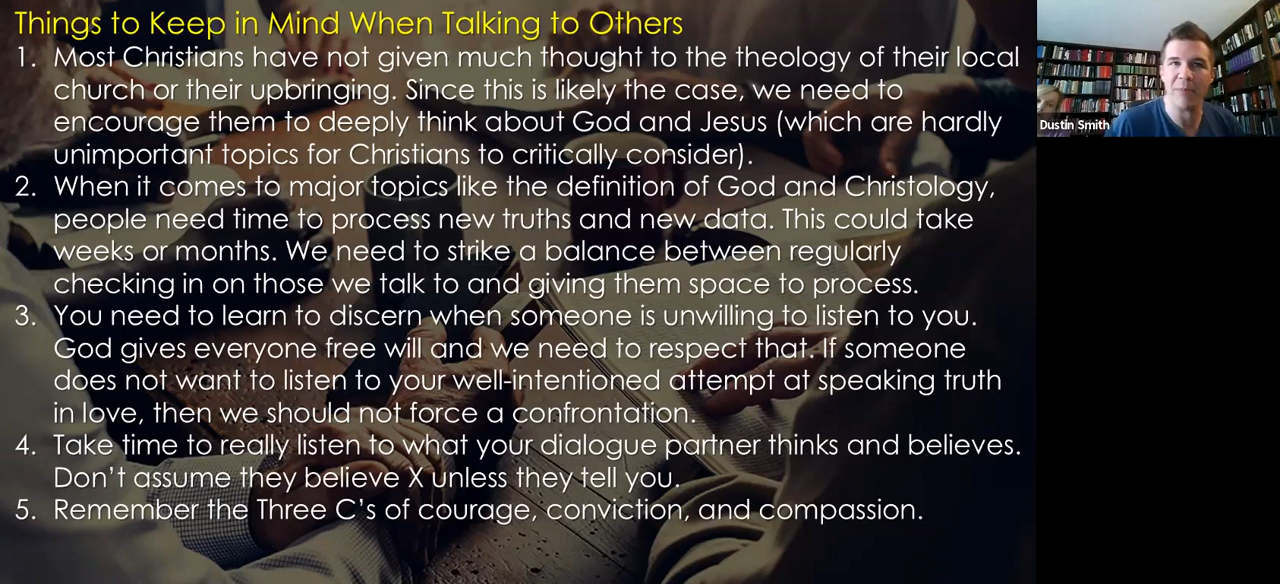 Things to Keep in Mind When Talking to Others
1. Most Christians have not given much thought to the theology of their local
church or their upbringing. Since this is likely the case, we need to
encourage them to deeply think about God and Jesus (which are hardly
unimportant topics for Christians to critically consider).
2. When it comes to major topics like the definition of God and Christology,
people need time to process new truths and new data. This could take
weeks or months. We need to strike a balance between regularly
checking in on those we talk to and giving them space to process.
3. You need to learn to discern when someone is unwilling to listen to you.
God gives everyone free will and we need to respect that. If someone
does not want to listen to your well-intentioned attempt at speaking truth
in love, then we should not force a confrontation.
4. Take time to really listen to what your dialogue partner thinks and believes.
Don't assume they believe X unless they tell you.
5. Remember the Three C's of courage, conviction, and compassion.
Dustin Smith